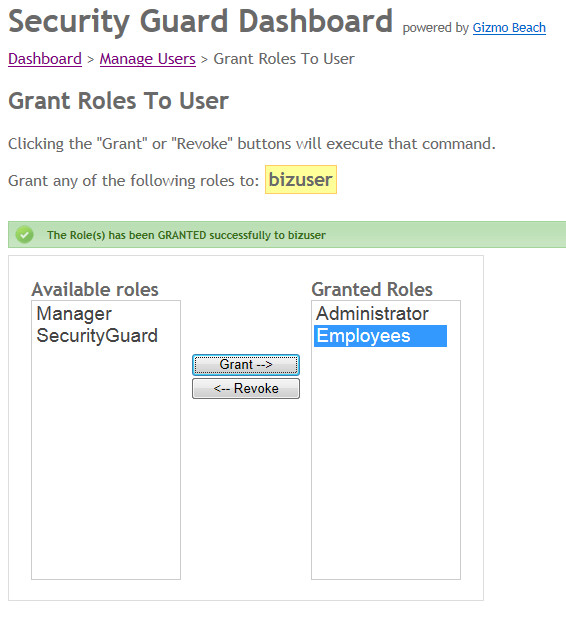 Security Guard Dashboard powered by Gizmo Beach
Dashboard > Manage Users > Grant Roles To User
Grant Roles To User
Clicking the "Grant" or "Revoke" buttons will execute that command.
Grant any of the following roles to: bizuser
The Role(s) has been GRANTED successfully to bizuser
Available roles
Manager
SecurityGuard
Grant -->
<-- Revoke
Granted Roles
Administrator
Employees